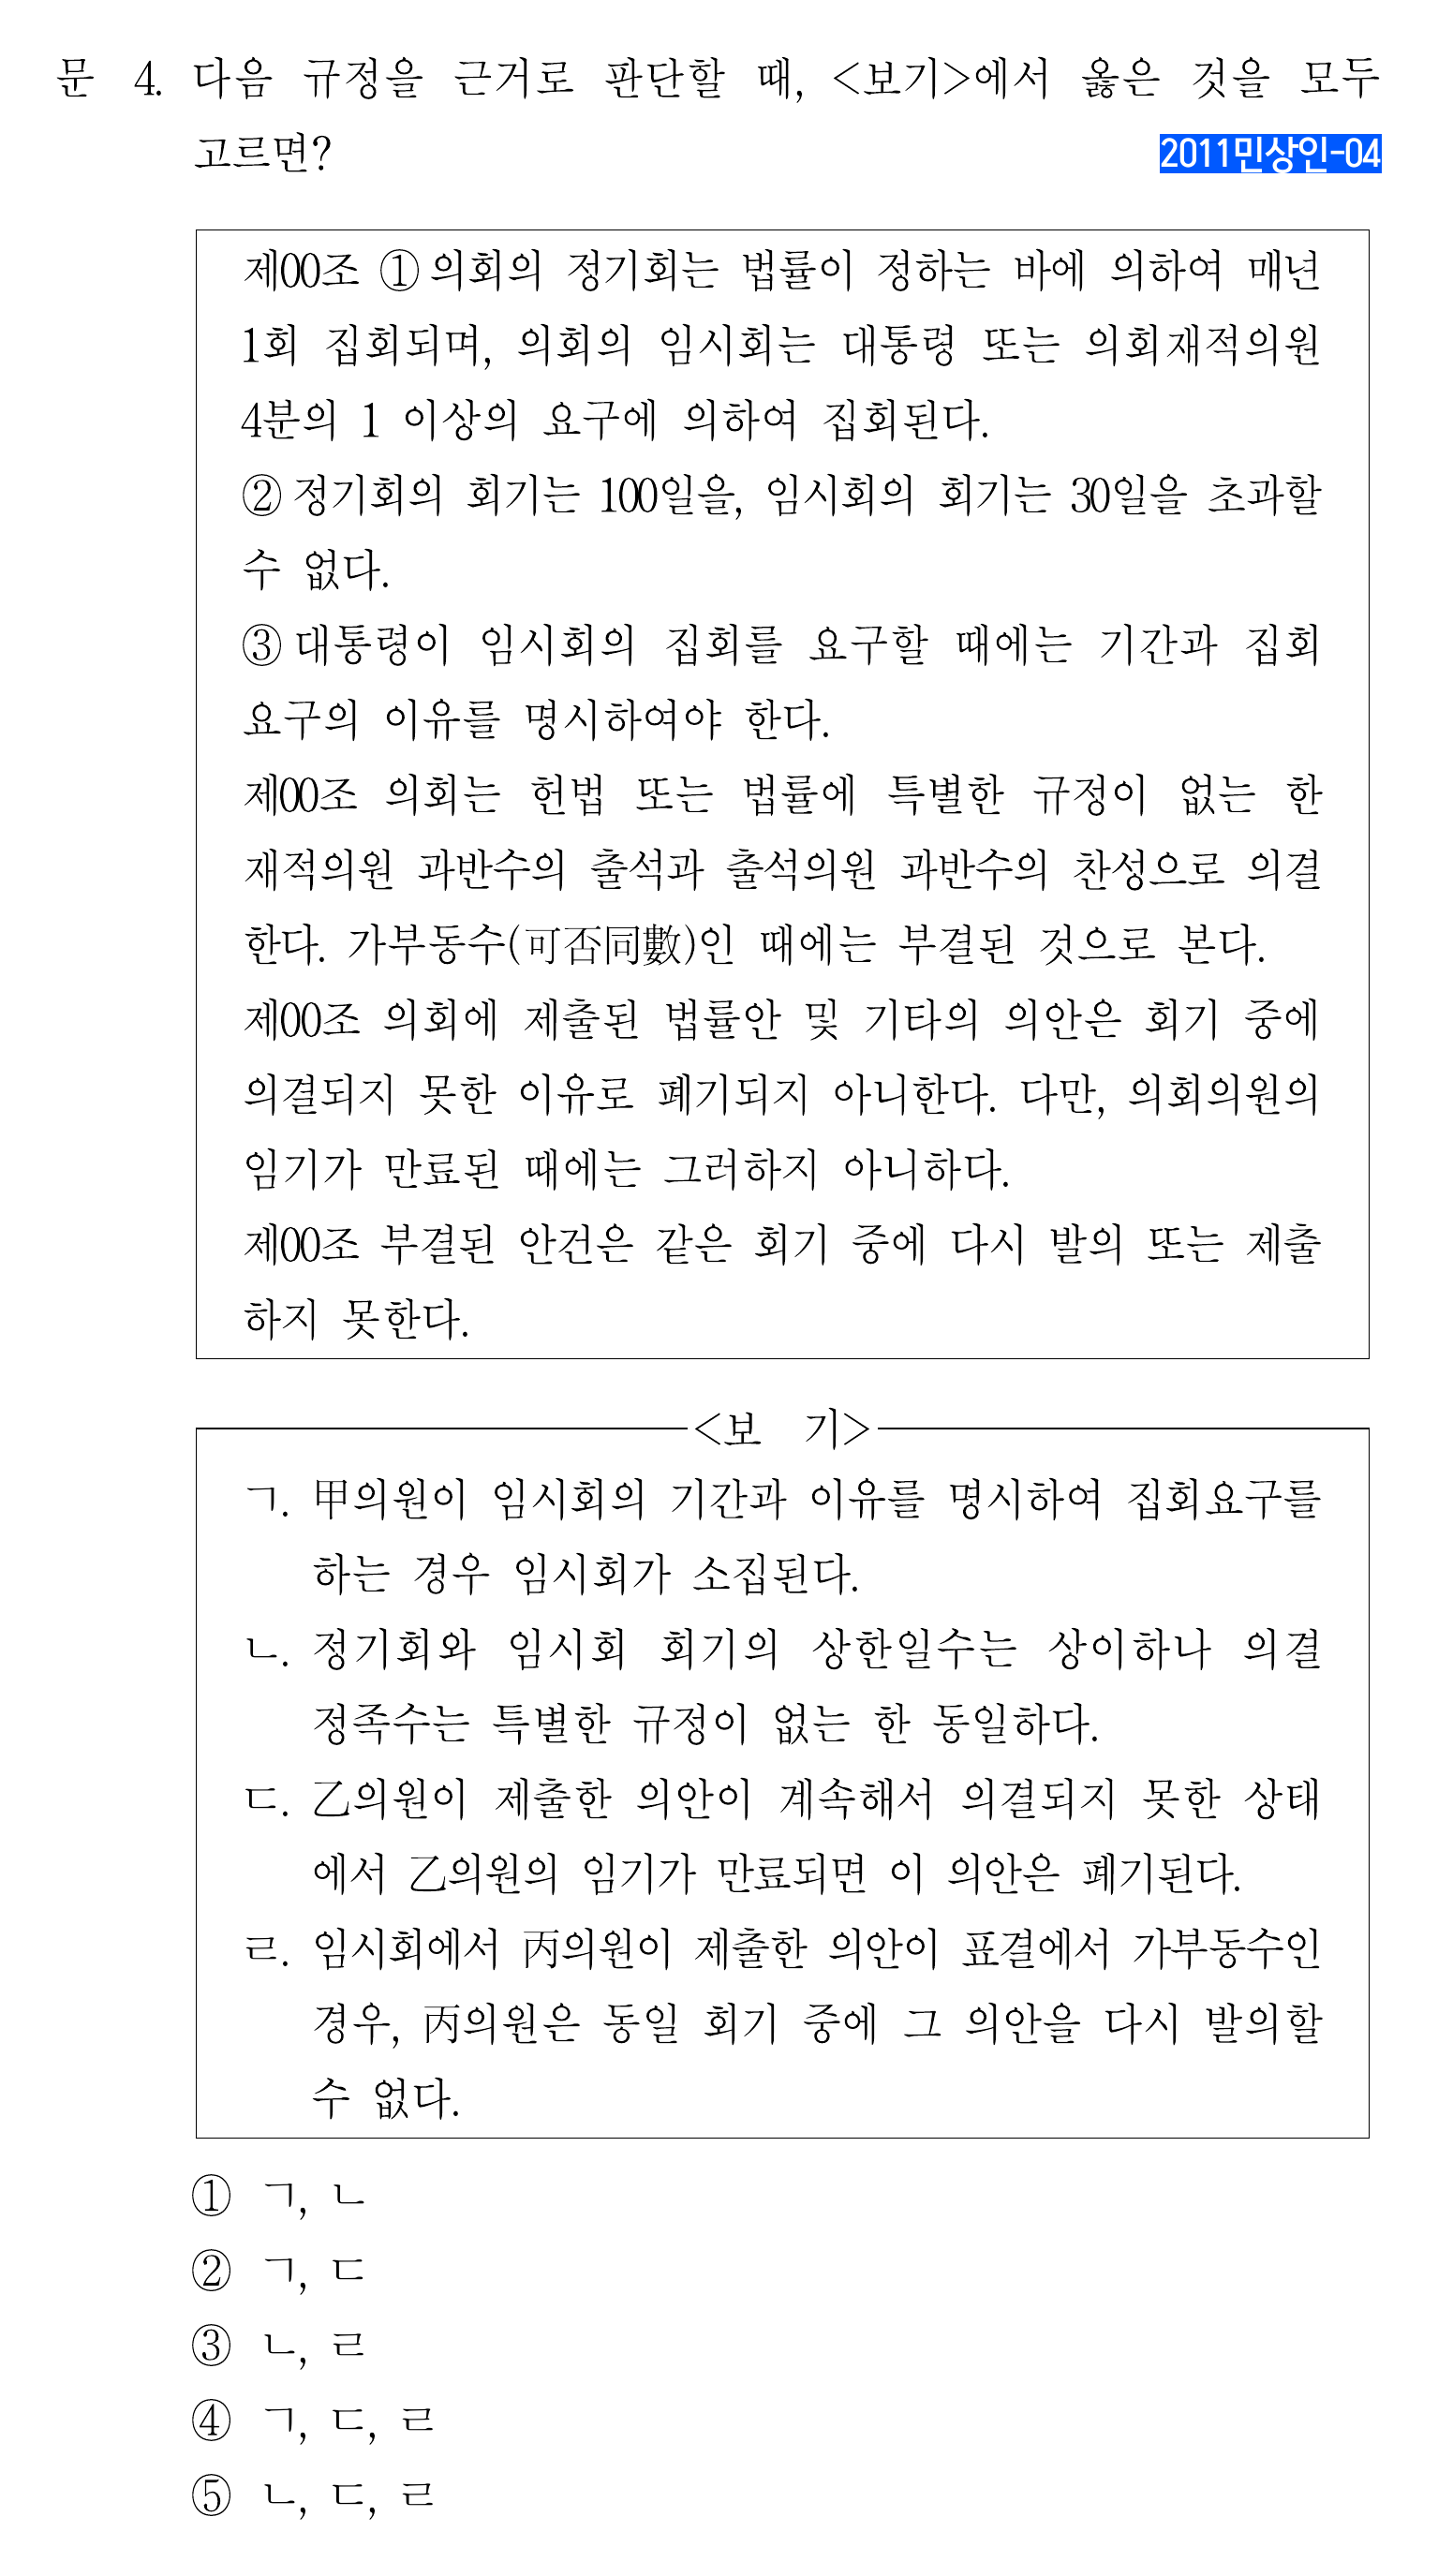 문 4. 다음 규정을 근거로 판단할 때, <보기>에서 옳은 것을 모두
고르면? 2011민상인-04
제00조 ① 의회의 정기회는 법률이 정하는 바에 의하여 매년
1회 집회되며, 의회의 임시회는 대통령 또는 의회재적의원
4분의 1 이상의 요구에 의하여 집회된다.
② 정기회의 회기는 100일을, 임시회의 회기는 30일을 초과할
수 없다.
③ 대통령이 임시회의 집회를 요구할 때에는 기간과 집회
요구의 이유를 명시하여야 한다.
제00조 의회는 헌법 또는 법률에 특별한 규정이 없는 한
재적의원 과반수의 출석과 출석의원 과반수의 찬성으로 의결
한다. 가부동수(可否同數)인 때에는 부결된 것으로 본다.
제00조 의회에 제출된 법률안 및 기타의 의안은 회기 중에
의결되지 못한 이유로 폐기되지 아니한다. 다만, 의회의원의
임기가 만료된 때에는 그러하지 아니하다.
제00조 부결된 안건은 같은 회기 중에 다시 발의 또는 제출
하지 못한다.
<보 기>
ㄱ. 甲의원이 임시회의 기간과 이유를 명시하여 집회요구를
하는 경우 임시회가 소집된다.
ㄴ. 정기회와 임시회 회기의 상한일수는 상이하나 의결
정족수는 특별한 규정이 없는 한 동일하다.
ㄷ. 乙의원이 제출한 의안이 계속해서 의결되지 못한 상태
에서 乙의원의 임기가 만료되면 이 의안은 폐기된다.
ㄹ. 임시회에서 丙의원이 제출한 의안이 표결에서 가부동수인
경우, 丙의원은 동일 회기 중에 그 의안을 다시 발의할
수 없다.
① ㄱ, ㄴ
② ㄱ, ㄷ
③ ㄴ, ㄹ
④ ㄱ, ㄷ, ㄹ
⑤ ㄴ, ㄷ, ㄹ